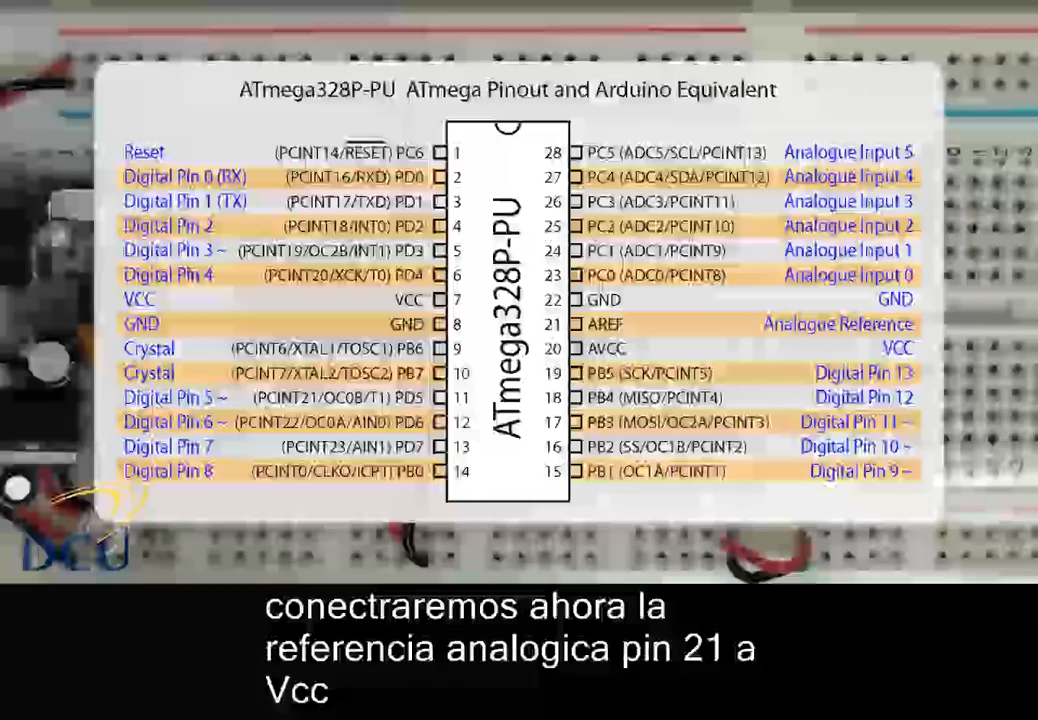 ATmega328P-PU ATmega Pinout and Arduino Equivalent
Reset (PCINT14/RESET) PC6 1 28 PC5 (ADC5/SCL/PCINT13) Analogue Input 5
Digital Pin 0 (RX) (PCINT16/RXD) PD0 2 27 PC4 (ADC4/SDA/PCINT12) Analogue Input 4
Digital Pin 1 (TX) (PCINT17/TXD) PD1 3 26 PC3 (ADC3/PCINT11) Analogue Input 3
Digital Pin 2 (PCINT18/INT0) PD2 4 25 PC2 (ADC2/PCINT10) Analogue Input 2
Digital Pin 3 ~ (PCINT19/OC2B/INT1) PD3 5 24 PC1 (ADC1/PCINT9) Analogue Input 1
Digital Pin 4 (PCINT20/XCK/T0) PD4 6 23 PC0 (ADC0/PCINT8) Analogue Input 0
VCC VCC 7 22 GND GND
GND GND 8 21 AREF Analogue Reference
Crystal (PCINT6/XTAL1/TOSC1) PB6 9 20 AVCC VCC
Crystal (PCINT7/XTAL2/TOSC2) PB7 10 19 PB5 (SCK/PCINT5) Digital Pin 13
Digital Pin 5 ~ (PCINT21/OC0B/T1) PD5 11 18 PB4 (MISO/PCINT4) Digital Pin 12
Digital Pin 6 ~ (PCINT22/OC0A/AIN0) PD6 12 17 PB3 (MOSI/OC2A/PCINT3) Digital Pin 11 ~
Digital Pin 7 (PCINT23/AIN1) PD7 13 16 PB2 (SS/OC1B/PCINT2) Digital Pin 10 ~
Digital Pin 8 (PCINT0/CLKO/ICP1) PB0 14 15 PB1 (OC1A/PCINT1) Digital Pin 9 ~
ATmega328P-PU
DCU
conectraremos ahora la
referencia analogica pin 21 a
Vcc